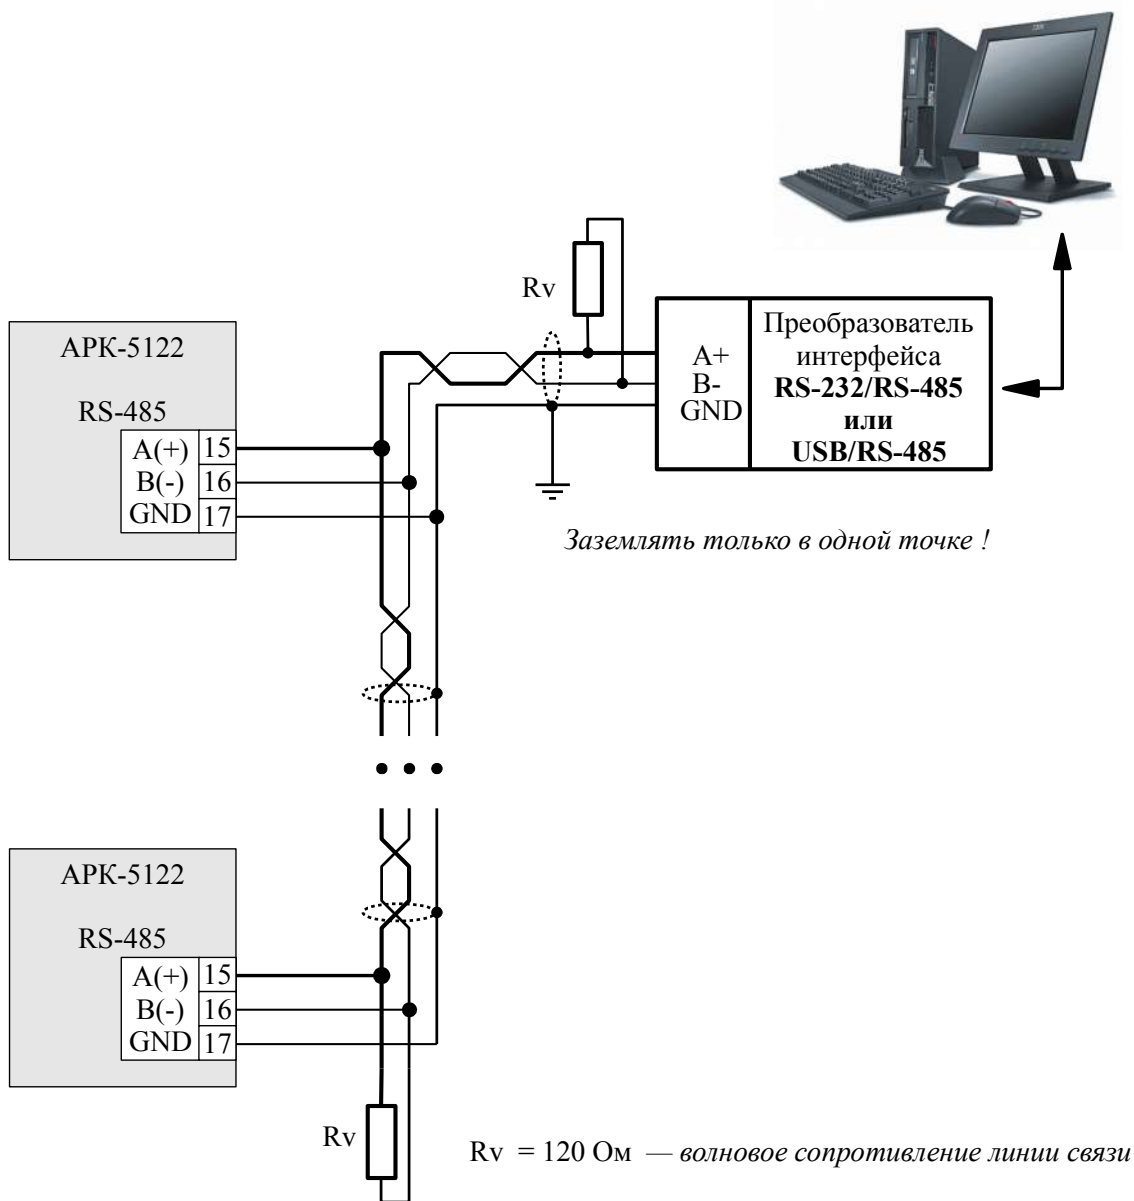 Rv
АРК-5122
RS-485
A(+) 15
B(-) 16
GND 17
A+
B-
GND
Преобразователь
интерфейса
RS-232/RS-485
или
USB/RS-485
Заземлять только в одной точке !
АРК-5122
RS-485
A(+) 15
B(-) 16
GND 17
Rv
Rv = 120 Ом — волновое сопротивление линии связи